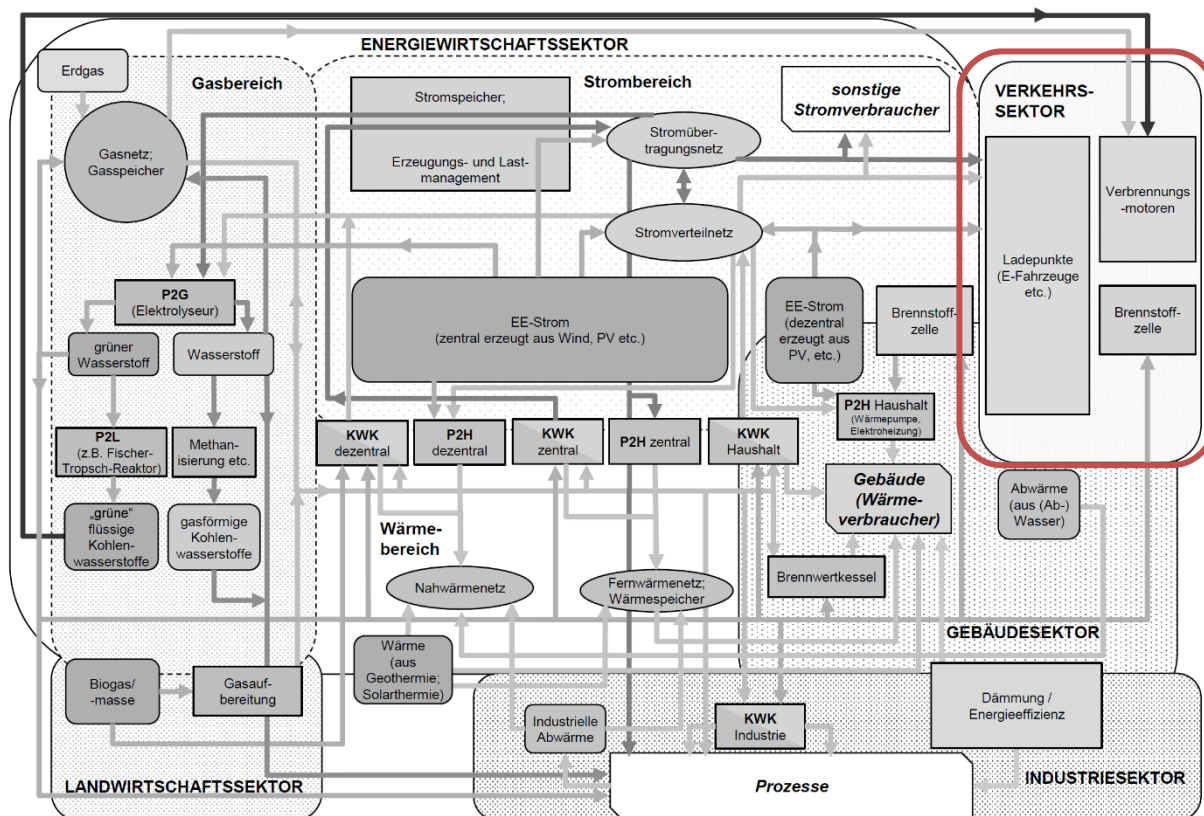 ENERGIEWIRTSCHAFTSSEKTOR
Erdgas
Gasbereich
Strombereich
sonstige
Stromverbraucher
VERKEHRS-
SEKTOR
Stromspeicher;
Erzeugungs- und Last-
management
Stromüber-
tragungsnetz
Gasnetz;
Gasspeicher
Verbrennungs
-motoren
Stromverteilnetz
Ladepunkte
(E-Fahrzeuge
etc.)
P2G
(Elektrolyseur)
EE-Strom
(zentral erzeugt aus Wind, PV etc.)
EE-Strom
(dezentral
erzeugt aus
PV, etc.)
Brennstoff-
zelle
Brennstoff-
zelle
grüner
Wasserstoff
Wasserstoff
P2H Haushalt
(Wärmepumpe,
Elektroheizung)
P2L
(z.B. Fischer-
Tropsch-Reaktor)
Methan-
isierung etc.
KWK
dezentral
P2H
dezentral
KWK
zentral
P2H zentral
KWK
Haushalt
Gebäude
(Wärme-
verbraucher)
Abwärme
(aus (Ab-)
Wasser)
„grüne“
flüssige
Kohlen-
wasserstoffe
gasförmige
Kohlen-
wasserstoffe
Wärme-
bereich
Nahwärmenetz
Fernwärmenetz;
Wärmespeicher
Brennwertkessel
GEBÄUDESEKTOR
Wärme
(aus
Geothermie;
Solarthermie)
Biogas/
-masse
Gasauf-
bereitung
Industrielle
Abwärme
KWK
Industrie
Dämmung /
Energieeffizienz
LANDWIRTSCHAFTSSEKTOR
Prozesse
INDUSTRIESEKTOR